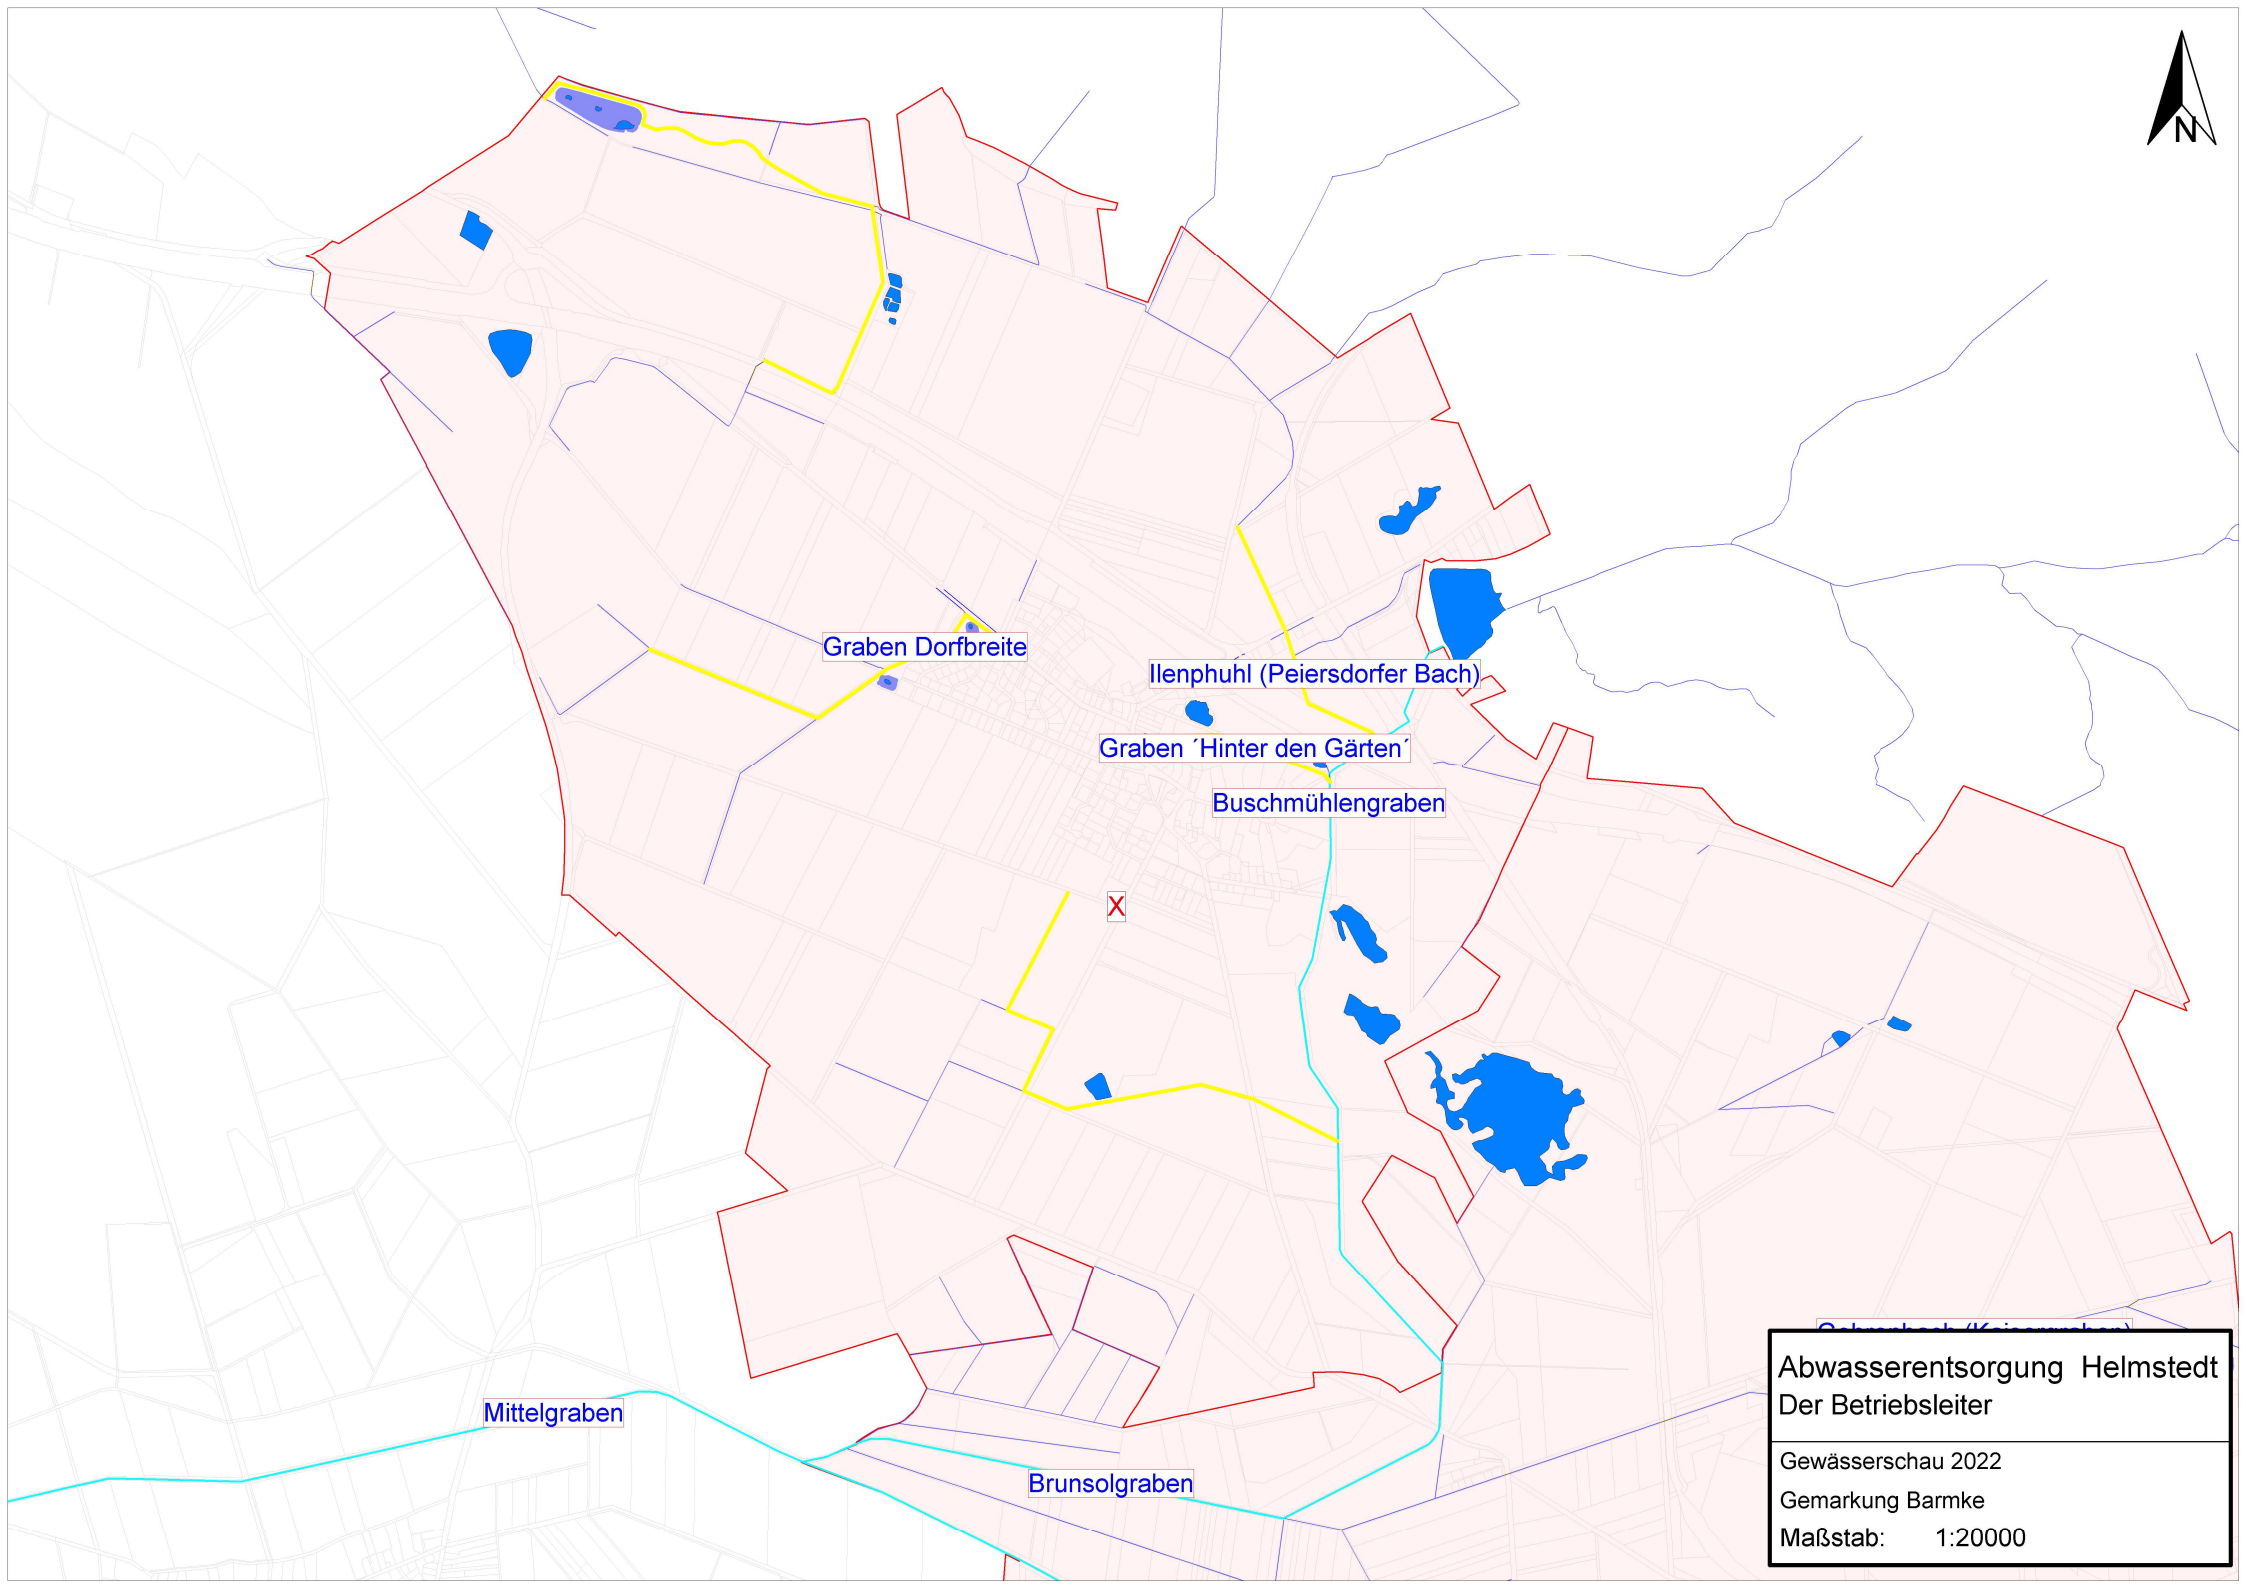 N
Graben Dorfbreite
Ilenphuhl (Peiersdorfer Bach)
Graben ´Hinter den Gärten´
Buschmühlengraben
X
Mittelgraben
Brunsolgraben
Abwasserentsorgung Helmstedt
Der Betriebsleiter
Gewässerschau 2022
Gemarkung Barmke
Maßstab: 1:20000